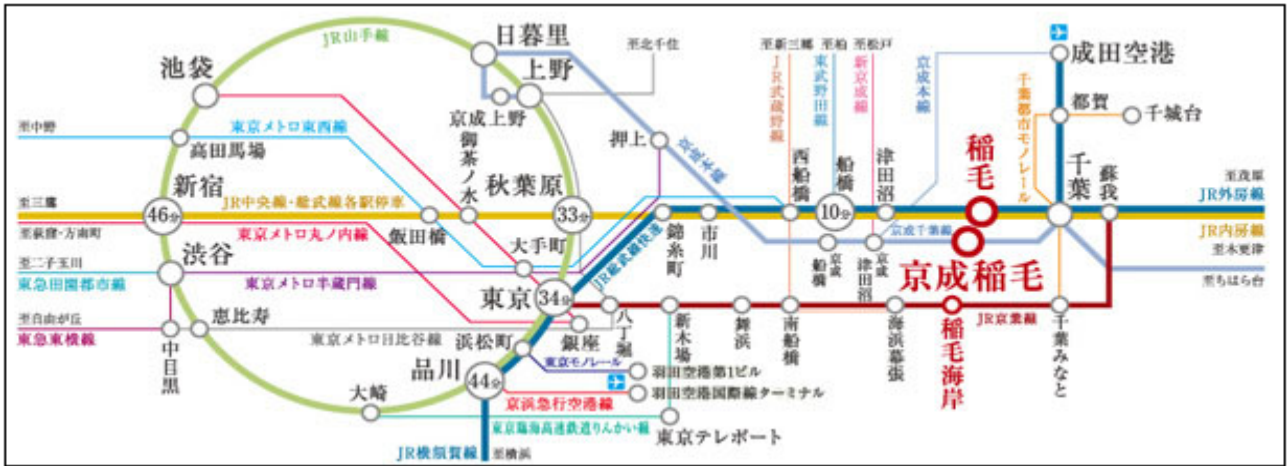 JR山手線
日暮里
至北千住
池袋
上野
京成上野
至中野
東京メトロ東西線
高田馬場
御茶ノ水
押上
至新三郷
至柏
至松戸
JR武蔵野線
東武野田線
新京成線
京成本線
成田空港
千葉都市モノレール
都賀
千城台
新宿
46分
至三鷹
JR中央線・総武線各駅停車
秋葉原
33分
西船橋
船橋
10分
津田沼
稲毛
千葉
蘇我
至茂原
JR外房線
至荻窪・方南町
東京メトロ丸ノ内線
飯田橋
大手町
JR総武線快速
錦糸町
市川
京成千葉線
JR内房線
至木更津
渋谷
至二子玉川
東急田園都市線
東京メトロ半蔵門線
京成船橋
京成津田沼
京成稲毛
至ちはら台
東京
34分
至自由が丘
東急東横線
中目黒
恵比寿
東京メトロ日比谷線
浜松町
銀座
八丁堀
新木場
舞浜
南船橋
海浜幕張
稲毛海岸
JR京葉線
千葉みなと
東京モノレール
羽田空港第1ビル
品川
44分
京浜急行空港線
羽田空港国際線ターミナル
大崎
東京臨海高速鉄道りんかい線
東京テレポート
JR横須賀線
至横浜